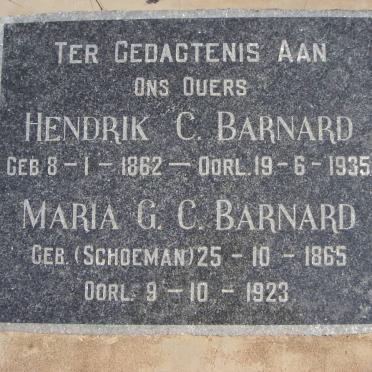 TER GEDAGTENIS AAN
ONS OUERS
HENDRIK C. BARNARD
GEB. 8 - 1 - 1862 - OORL. 19 - 6 - 1935
MARIA G. C. BARNARD
GEB. (SCHOEMAN) 25 - 10 - 1865
OORL. 9 - 10 - 1923